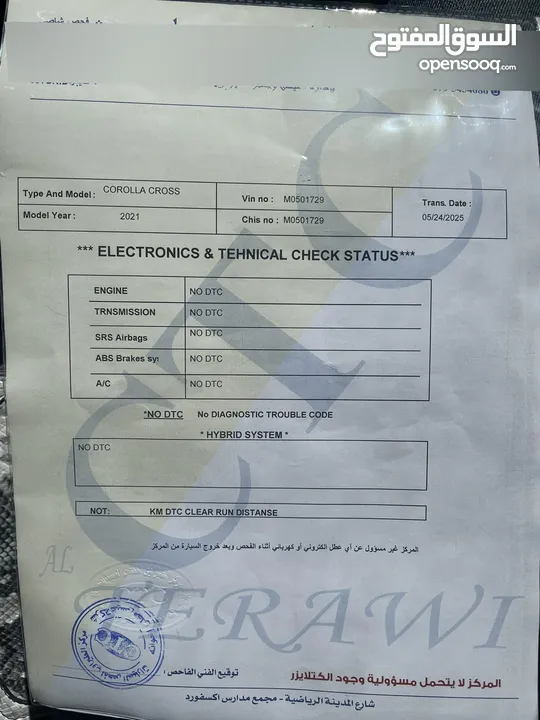 السوق المفتوح
opensooq.com
Type And Model : COROLLA CROSS
Vin no : M0501729
Trans. Date :
Model Year : 2021
Chis no : M0501729
05/24/2025
*** ELECTRONICS & TEHNICAL CHECK STATUS***
ENGINE NO DTC
TRNSMISSION NO DTC
SRS Airbags NO DTC
ABS Brakes sy: NO DTC
A/C NO DTC
*NO DTC No DIAGNOSTIC TROUBLE CODE
* HYBRID SYSTEM *
NO DTC
NOT: KM DTC CLEAR RUN DISTANSE
المركز غير مسؤول عن أي عطل الكتروني أو كهربائي أثناء الفحص وبعد خروج السيارة من المركز
CTC
AL
SERAWI
توقيع الفني الفاحص :
المركز لا يتحمل مسؤولية وجود الكتلايزر
شارع المدينة الرياضية - مجمع مدارس اكسفورد